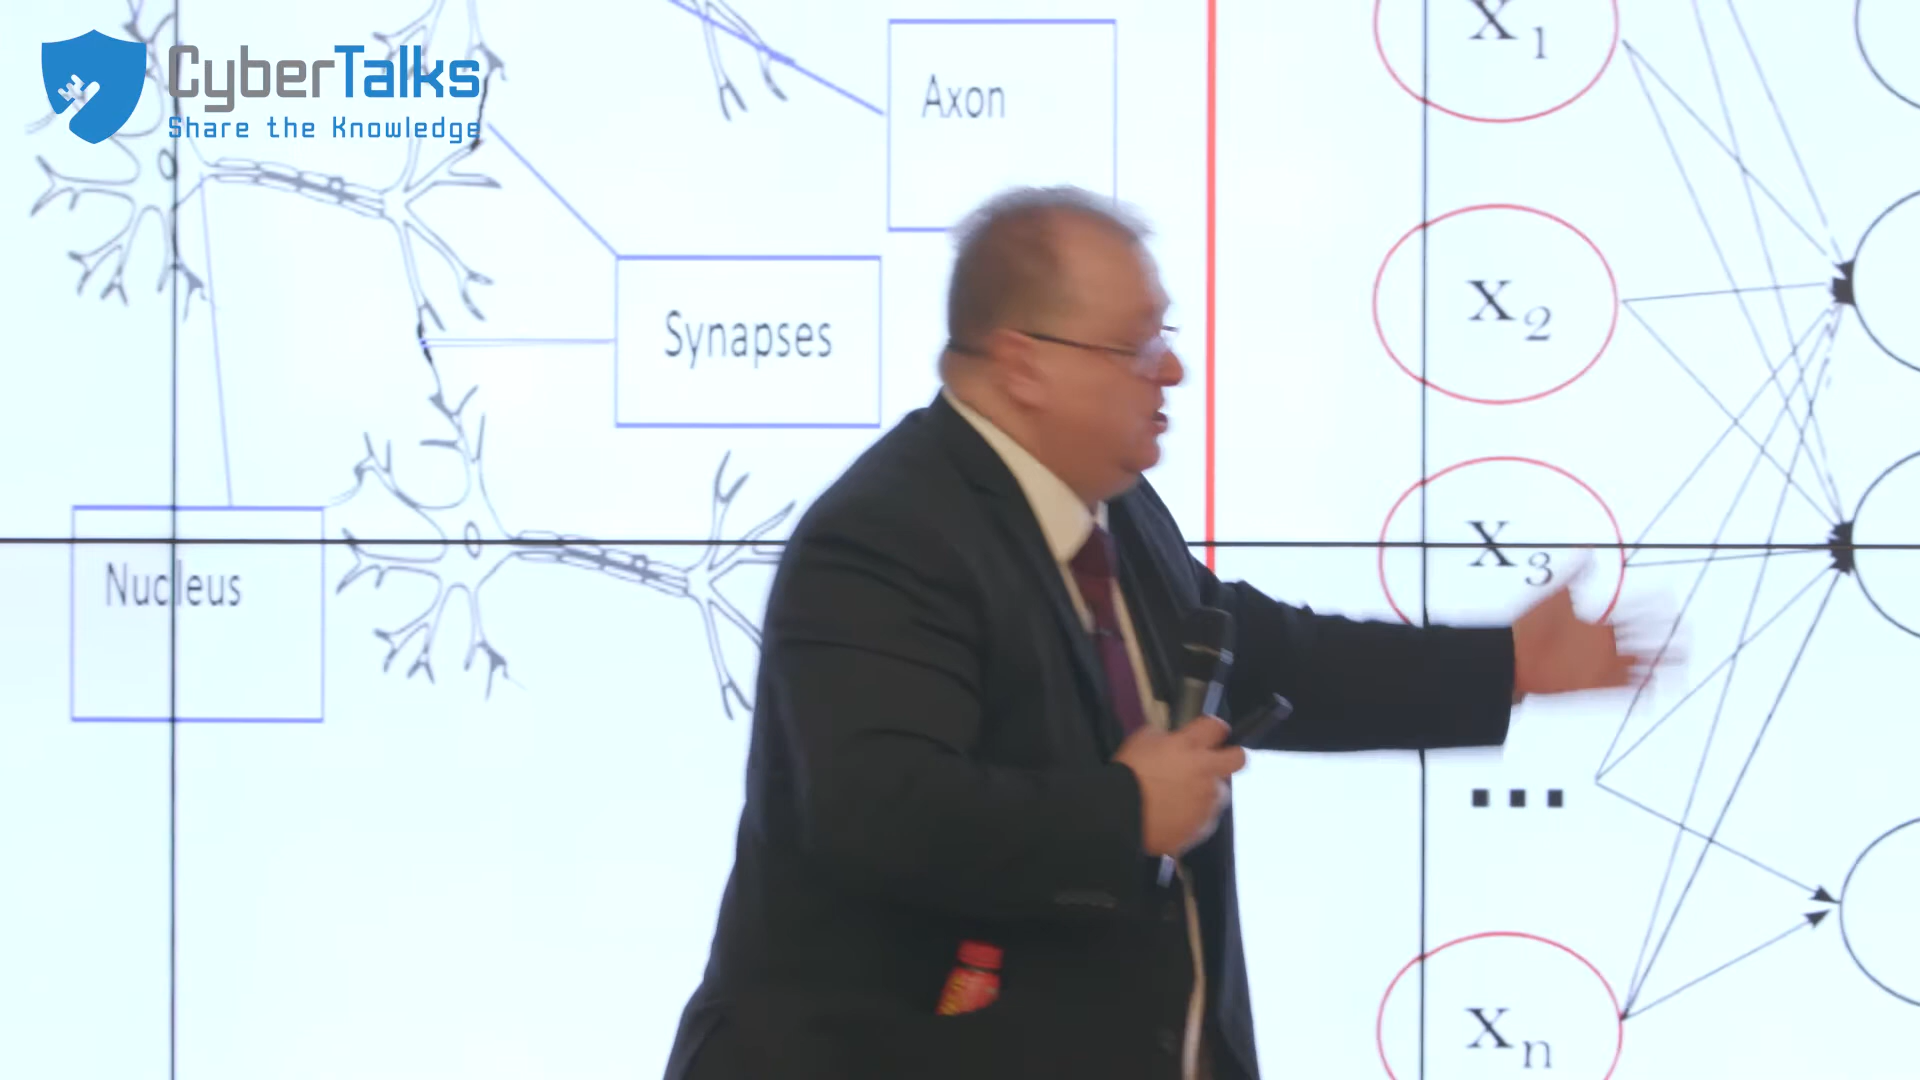 CyberTalks
Share the Knowledge
Axon
Synapses
Nucleus
X1
X2
X3
...
Xn